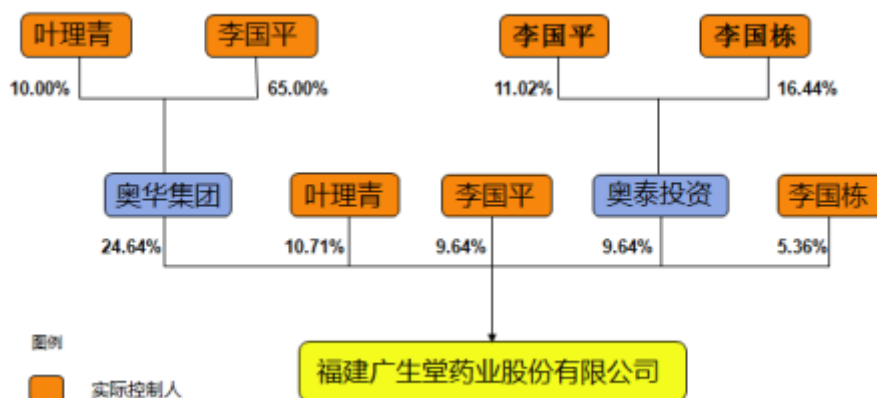 叶理青 李国平 李国平 李国栋
10.00% 65.00% 11.02% 16.44%
奥华集团 叶理青 李国平 奥泰投资 李国栋
24.64% 10.71% 9.64% 9.64% 5.36%
图例
福建广生堂药业股份有限公司
实际控制人